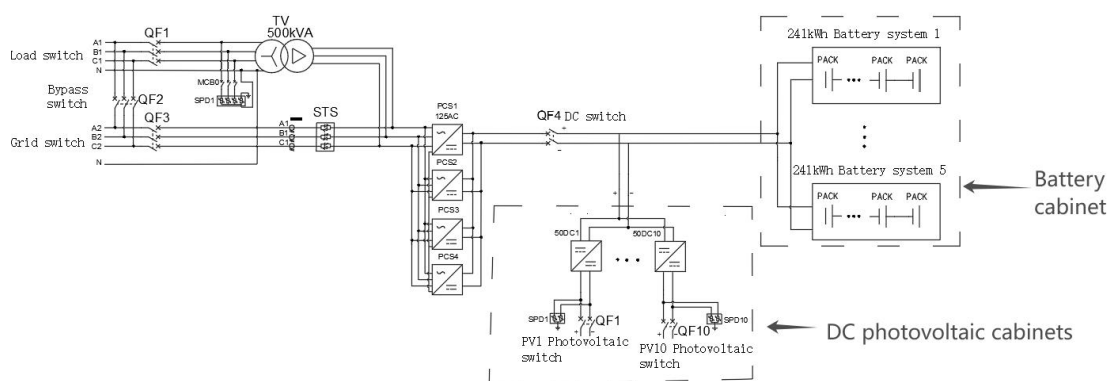 TV
500kVA
QF1
A1
B1
C1
N
Load switch
MCB0
SPD1
Bypass
switch
QF2
QF3
STS
A2
B2
C2
N
Grid switch
A1
B1
C1
PCS1
125AC
PCS2
PCS3
PCS4
QF4 DC switch
+
-
+ -
241kWh Battery system 1
PACK PACK PACK
241kWh Battery system 5
PACK PACK PACK
Battery
cabinet
50DC1
50DC10
SPD1
QF1
+ -
PV1 Photovoltaic
switch
SPD10
QF10
+ -
PV10 Photovoltaic
switch
DC photovoltaic cabinets